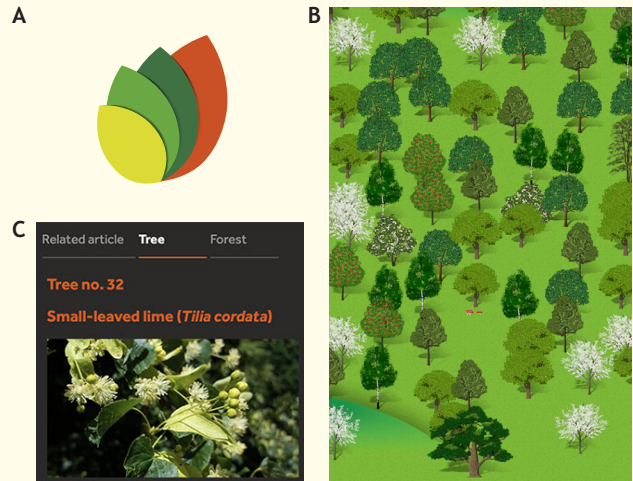 A
B
C
Related article Tree Forest
Tree no. 32
Small-leaved lime (Tilia cordata)